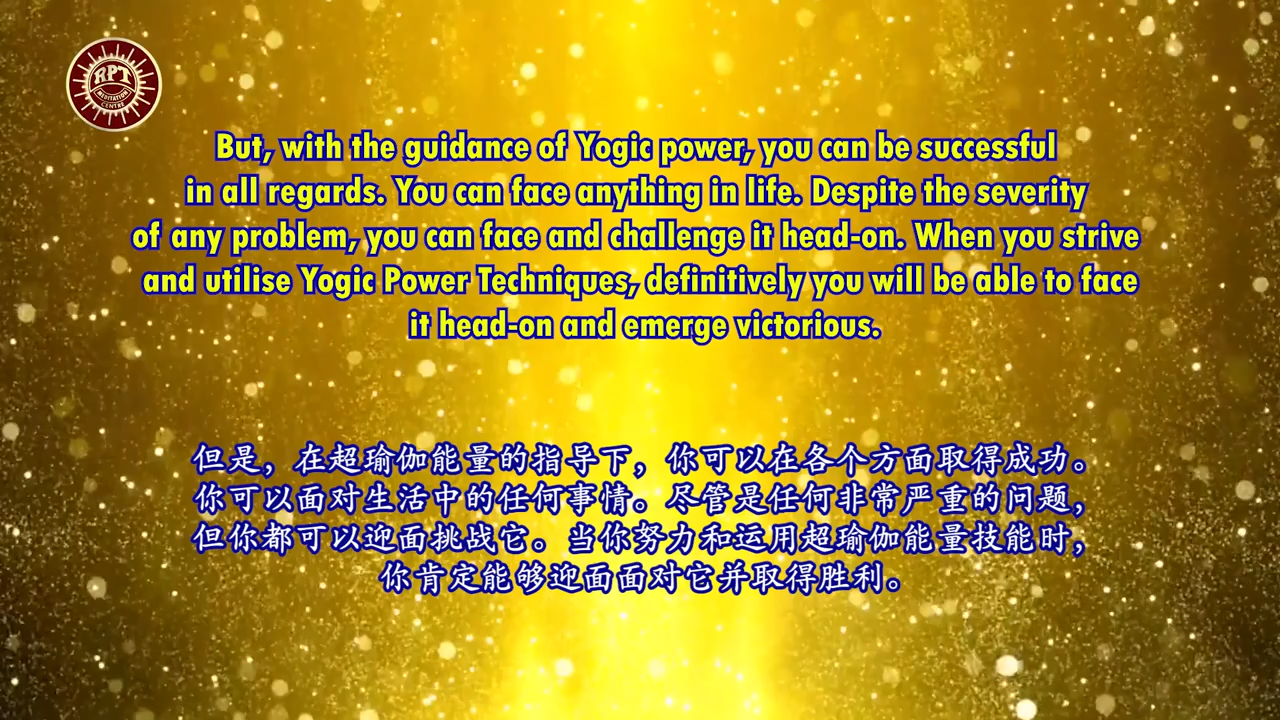 RPT
MEDITATION
CENTRE
But, with the guidance of Yogic power, you can be successful
in all regards. You can face anything in life. Despite the severity
of any problem, you can face and challenge it head-on. When you strive
and utilise Yogic Power Techniques, definitively you will be able to face
it head-on and emerge victorious.
但是，在超瑜伽能量的指导下，你可以在各个方面取得成功。
你可以面对生活中的任何事情。尽管是任何非常严重的问题，
但你都可以迎面挑战它。当你努力和运用超瑜伽能量技能时，
你肯定能够迎面面对它并取得胜利。